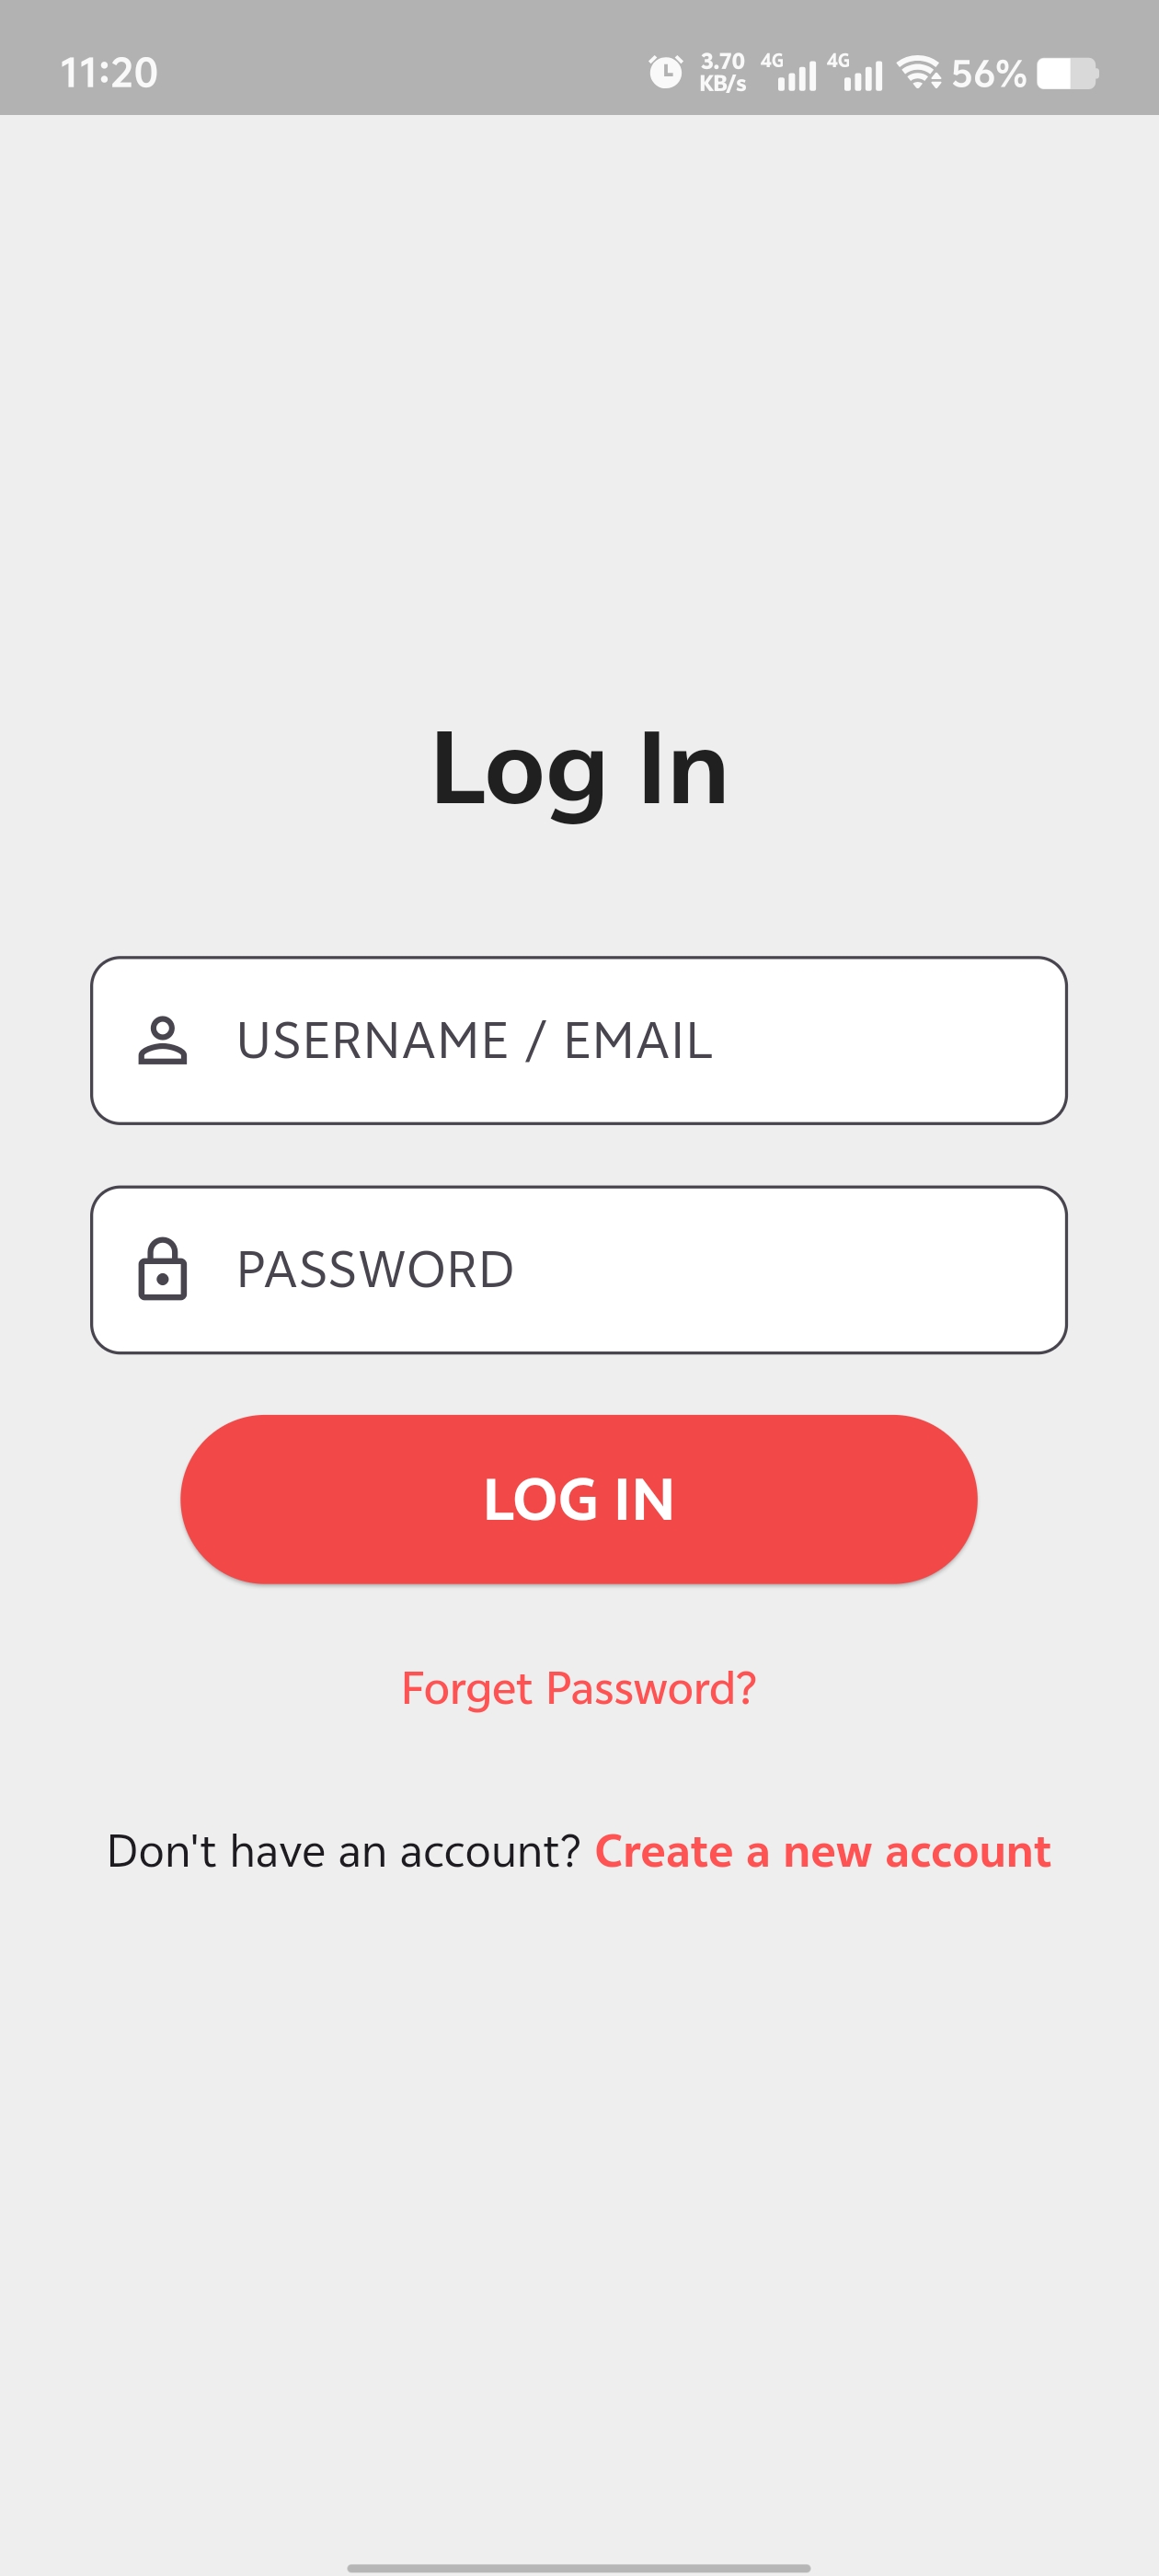 11:20
3.70
KB/s
4G
4G
56%
Log In
USERNAME / EMAIL
PASSWORD
LOG IN
Forget Password?
Don't have an account? Create a new account